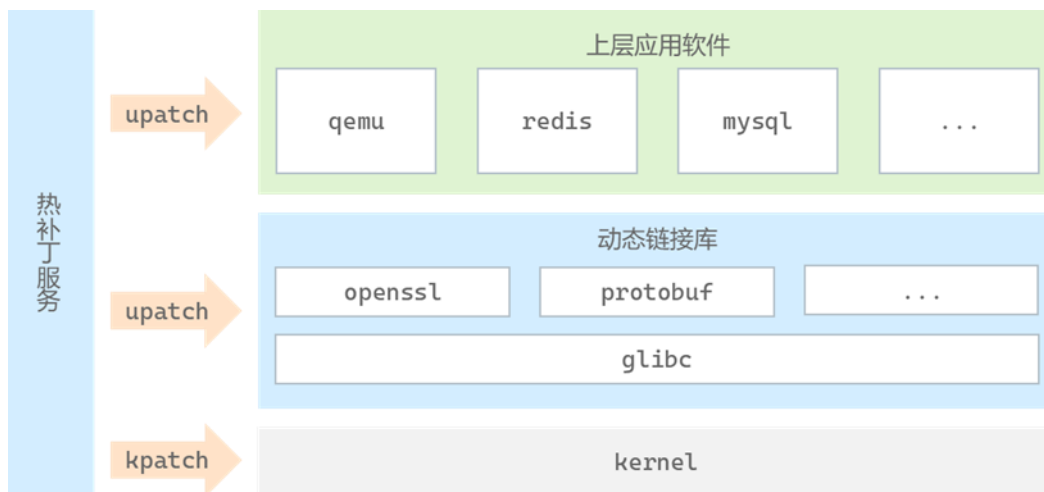 热补丁服务
upatch
上层应用软件
qemu
redis
mysql
...
upatch
动态链接库
openssl
protobuf
...
glibc
kpatch
kernel